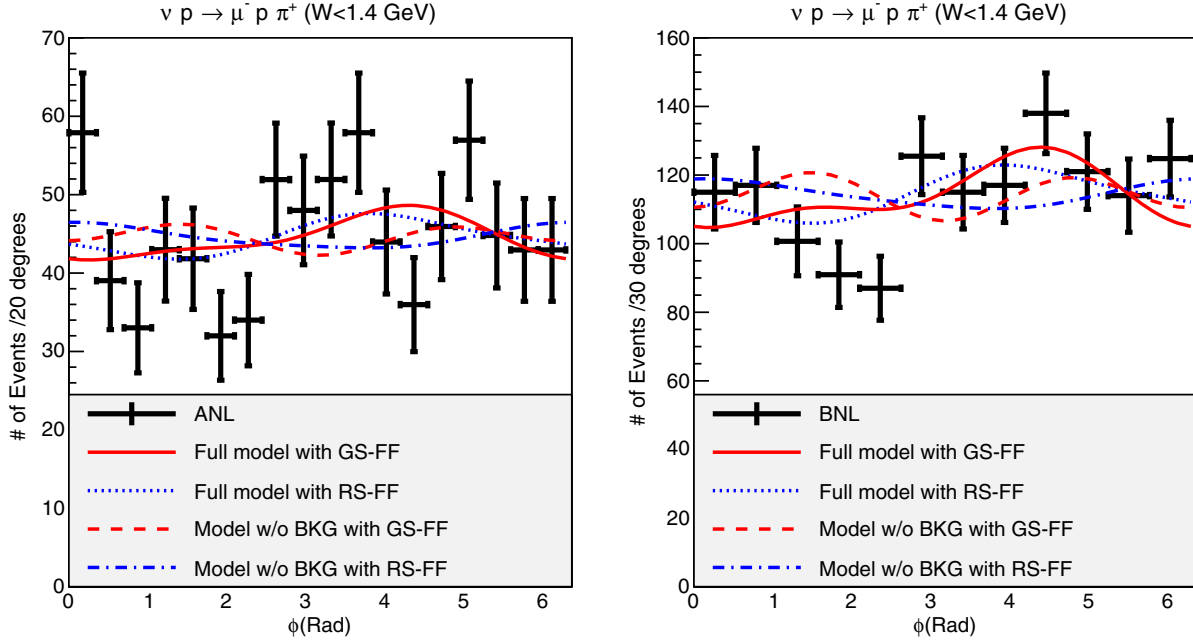 ν p → μ⁻ p π⁺ (W<1.4 GeV)
# of Events /20 degrees
70
60
50
40
30
20
10
0
ANL
Full model with GS-FF
Full model with RS-FF
Model w/o BKG with GS-FF
Model w/o BKG with RS-FF
0 1 2 3 4 5 6
ϕ(Rad)
ν p → μ⁻ p π⁺ (W<1.4 GeV)
# of Events /30 degrees
160
140
120
100
80
60
40
20
0
BNL
Full model with GS-FF
Full model with RS-FF
Model w/o BKG with GS-FF
Model w/o BKG with RS-FF
0 1 2 3 4 5 6
ϕ(Rad)